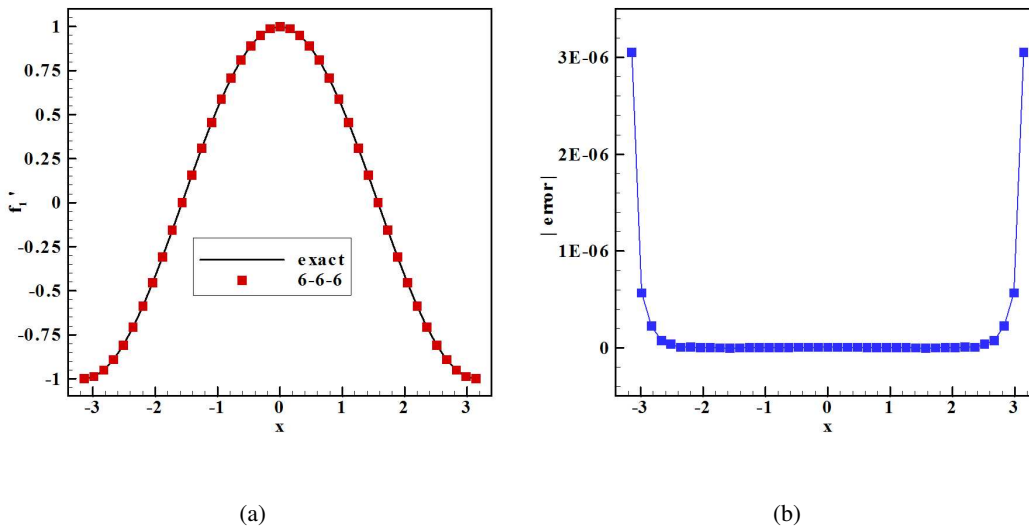 1
0.75
0.5
0.25
0
-0.25
-0.5
-0.75
-1
f₁'
exact
6-6-6
-3 -2 -1 0 1 2 3
x
(a)
3E-06
2E-06
1E-06
0
| error |
-3 -2 -1 0 1 2 3
x
(b)